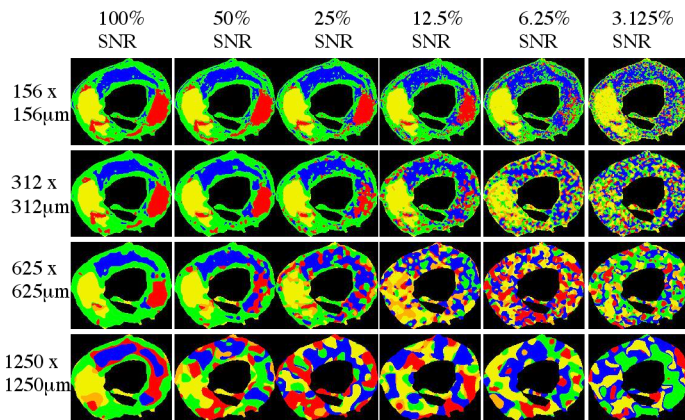 100% 50% 25% 12.5% 6.25% 3.125%
SNR SNR SNR SNR SNR SNR
156 x
156µm
312 x
312µm
625 x
625µm
1250 x
1250µm